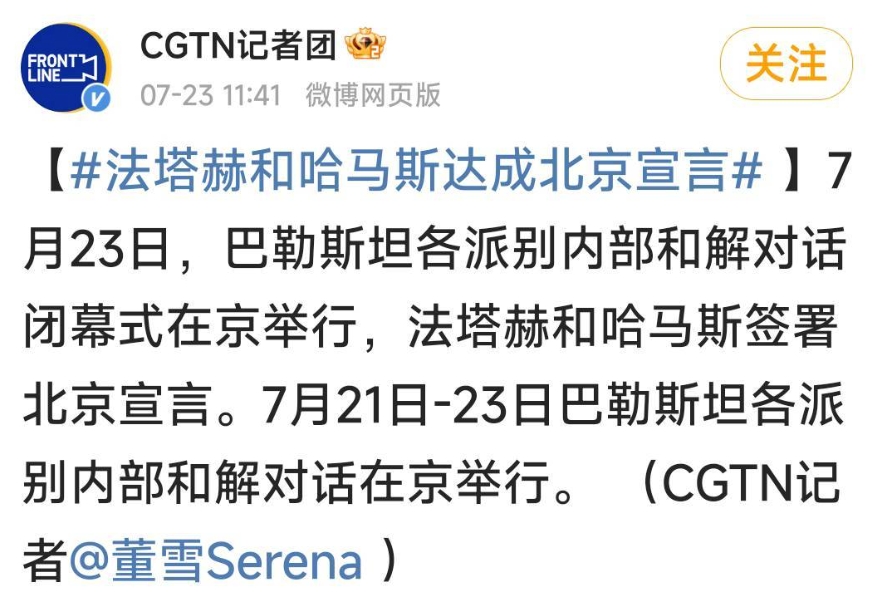 FRONT
LINE
CGTN记者团
2
07-23 11:41 微博网页版
关注
【#法塔赫和哈马斯达成北京宣言# 】7
月23日，巴勒斯坦各派别内部和解对话
闭幕式在京举行，法塔赫和哈马斯签署
北京宣言。7月21日-23日巴勒斯坦各派
别内部和解对话在京举行。 （CGTN记
者@董雪Serena ）